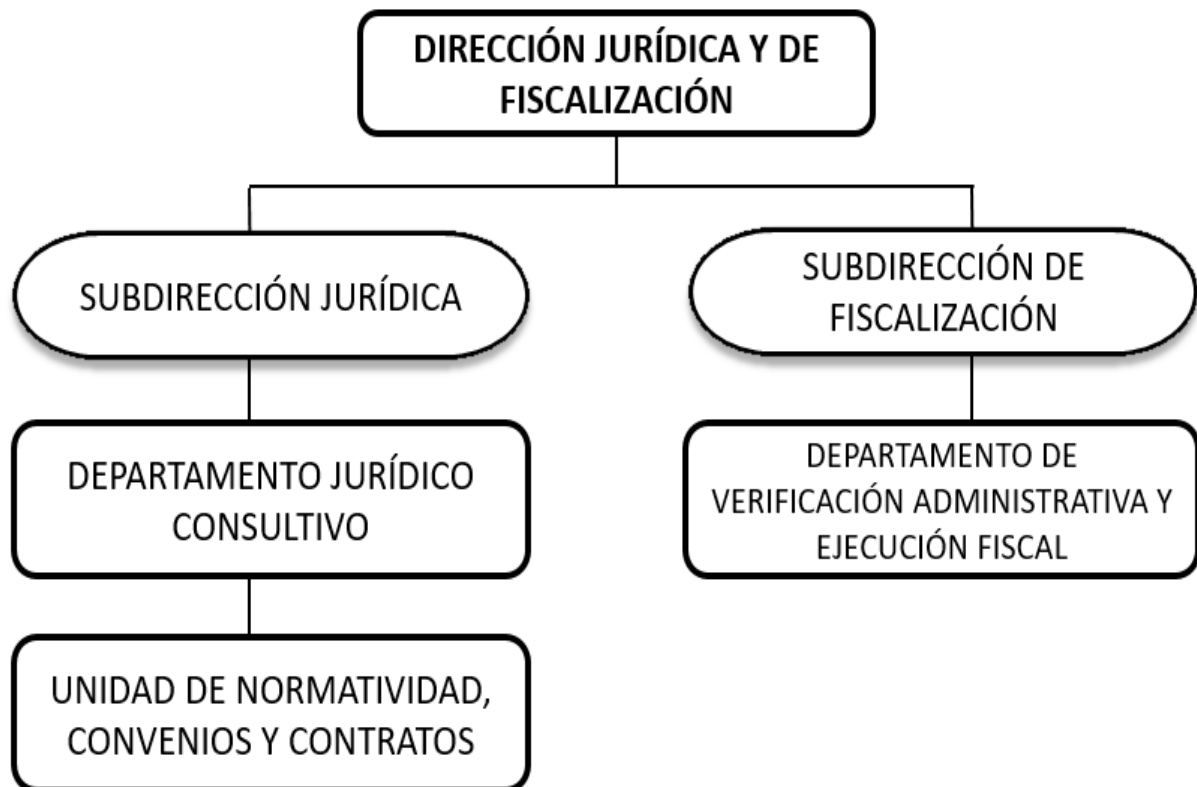 DIRECCIÓN JURÍDICA Y DE
FISCALIZACIÓN
SUBDIRECCIÓN JURÍDICA
SUBDIRECCIÓN DE
FISCALIZACIÓN
DEPARTAMENTO JURÍDICO
CONSULTIVO
DEPARTAMENTO DE
VERIFICACIÓN ADMINISTRATIVA Y
EJECUCIÓN FISCAL
UNIDAD DE NORMATIVIDAD,
CONVENIOS Y CONTRATOS